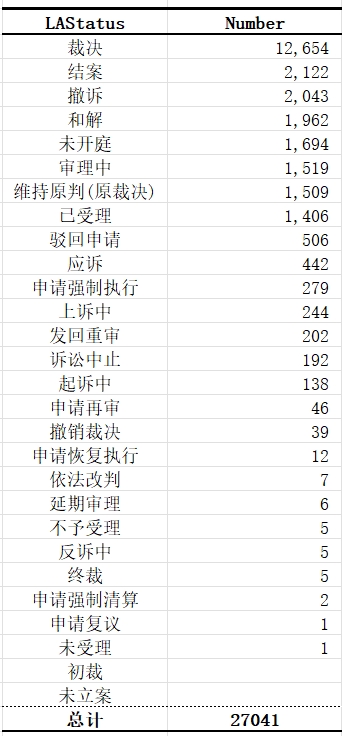 LAStatus Number
裁决 12,654
结案 2,122
撤诉 2,043
和解 1,962
未开庭 1,694
审理中 1,519
维持原判(原裁决) 1,509
已受理 1,406
驳回申请 506
应诉 442
申请强制执行 279
上诉中 244
发回重审 202
诉讼中止 192
起诉中 138
申请再审 46
撤销裁决 39
申请恢复执行 12
依法改判 7
延期审理 6
不予受理 5
反诉中 5
终裁 5
申请强制清算 2
申请复议 1
未受理 1
初裁
未立案
总计 27041